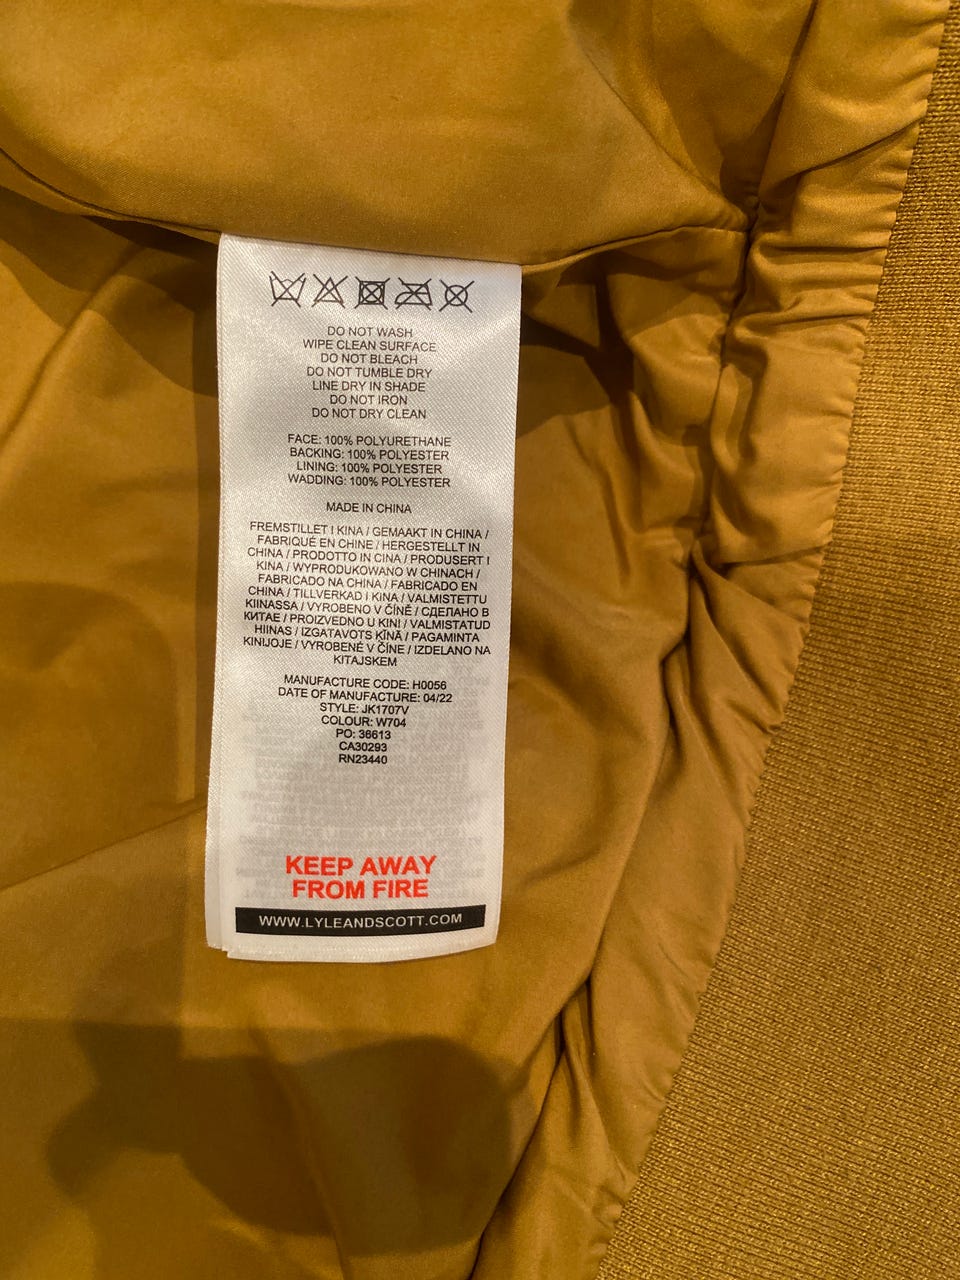 DO NOT WASH
WIPE CLEAN SURFACE
DO NOT BLEACH
DO NOT TUMBLE DRY
LINE DRY IN SHADE
DO NOT IRON
DO NOT DRY CLEAN
FACE: 100% POLYURETHANE
BACKING: 100% POLYESTER
LINING: 100% POLYESTER
WADDING: 100% POLYESTER
MADE IN CHINA
FREMSTILLET I KINA / GEMAAKT IN CHINA /
FABRIQUÉ EN CHINE / HERGESTELLT IN
CHINA / PRODOTTO IN CINA / PRODUSERT I
KINA / WYPRODUKOWANO W CHINACH /
FABRICADO NA CHINA / FABRICADO EN
CHINA / TILLVERKAD I KINA / VALMISTETTU
KIINASSA / VYROBENO V ČÍNĚ / СДЕЛАНО В
КИТАЕ / PROIZVEDNO U KINI / VALMISTATUD
HIINAS / IZGATAVOTS ĶĪNĀ / PAGAMINTA
KINIJOJE / VYROBENÉ V ČÍNE / IZDELANO NA
KITAJSKEM
MANUFACTURE CODE: H0056
DATE OF MANUFACTURE: 04/22
STYLE: JK1707V
COLOUR: W704
PO: 36613
CA30293
RN23440
KEEP AWAY
FROM FIRE
WWW.LYLEANDSCOTT.COM